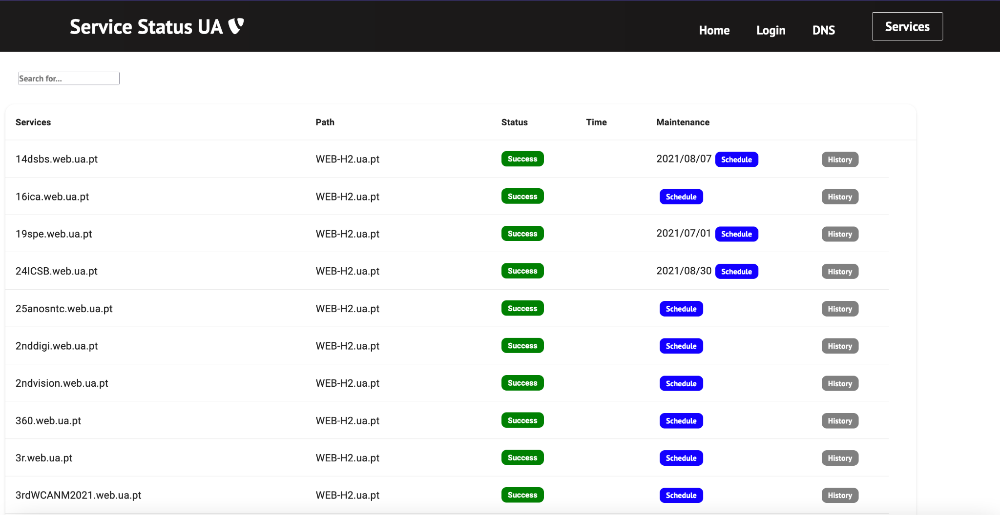 Service Status UA
Home Login DNS Services
Search for...
Services Path Status Time Maintenance
14dsbs.web.ua.pt WEB-H2.ua.pt Success 2021/08/07 Schedule History
16ica.web.ua.pt WEB-H2.ua.pt Success Schedule History
19spe.web.ua.pt WEB-H2.ua.pt Success 2021/07/01 Schedule History
24ICSB.web.ua.pt WEB-H2.ua.pt Success 2021/08/30 Schedule History
25anosntc.web.ua.pt WEB-H2.ua.pt Success Schedule History
2nddigi.web.ua.pt WEB-H2.ua.pt Success Schedule History
2ndvision.web.ua.pt WEB-H2.ua.pt Success Schedule History
360.web.ua.pt WEB-H2.ua.pt Success Schedule History
3r.web.ua.pt WEB-H2.ua.pt Success Schedule History
3rdWCANM2021.web.ua.pt WEB-H2.ua.pt Success Schedule History